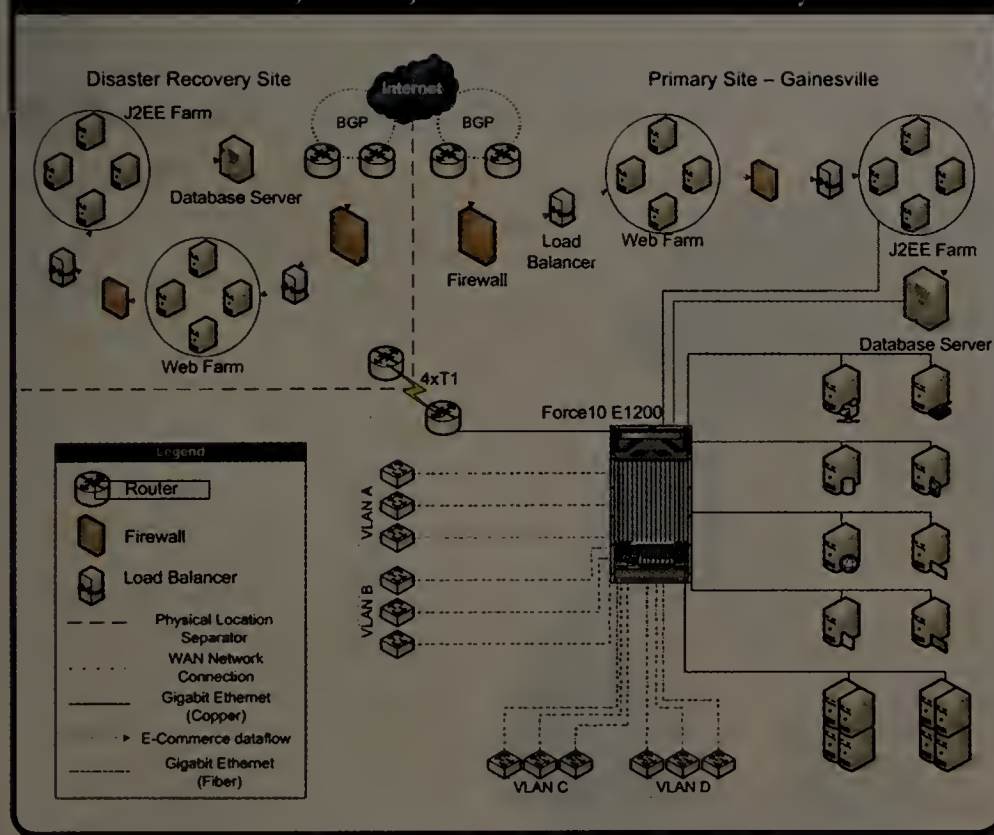 Disaster Recovery Site
J2EE Farm
Database Server
Web Farm
Internet
BGP
BGP
Firewall
Load
Balancer
Primary Site – Gainesville
Web Farm
J2EE Farm
Database Server
4xT1
Force10 E1200
VLAN A
VLAN B
VLAN C
VLAN D
Legend
Router
Firewall
Load Balancer
Physical Location
Separator
WAN Network
Connection
Gigabit Ethernet
(Copper)
E-Commerce dataflow
Gigabit Ethernet
(Fiber)